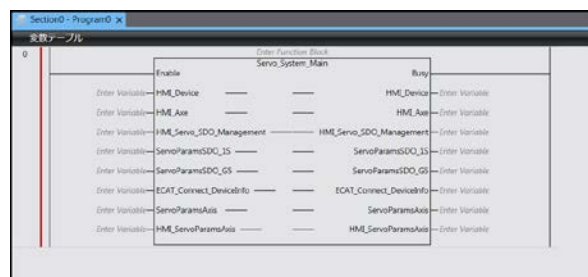 Section0 - Program0 ×
変数テーブル
0
Enter Function Block
Servo_System_Main
Enable Busy
Enter Variable HMI_Device HMI_Device Enter Variable
Enter Variable HMI_Axe HMI_Axe Enter Variable
Enter Variable HMI_Servo_SDO_Management HMI_Servo_SDO_Management Enter Variable
Enter Variable ServoParamsSDO_1S ServoParamsSDO_1S Enter Variable
Enter Variable ServoParamsSDO_G5 ServoParamsSDO_G5 Enter Variable
Enter Variable ECAT_Connect_DeviceInfo ECAT_Connect_DeviceInfo Enter Variable
Enter Variable ServoParamsAxis ServoParamsAxis Enter Variable
Enter Variable HMI_ServoParamsAxis HMI_ServoParamsAxis Enter Variable